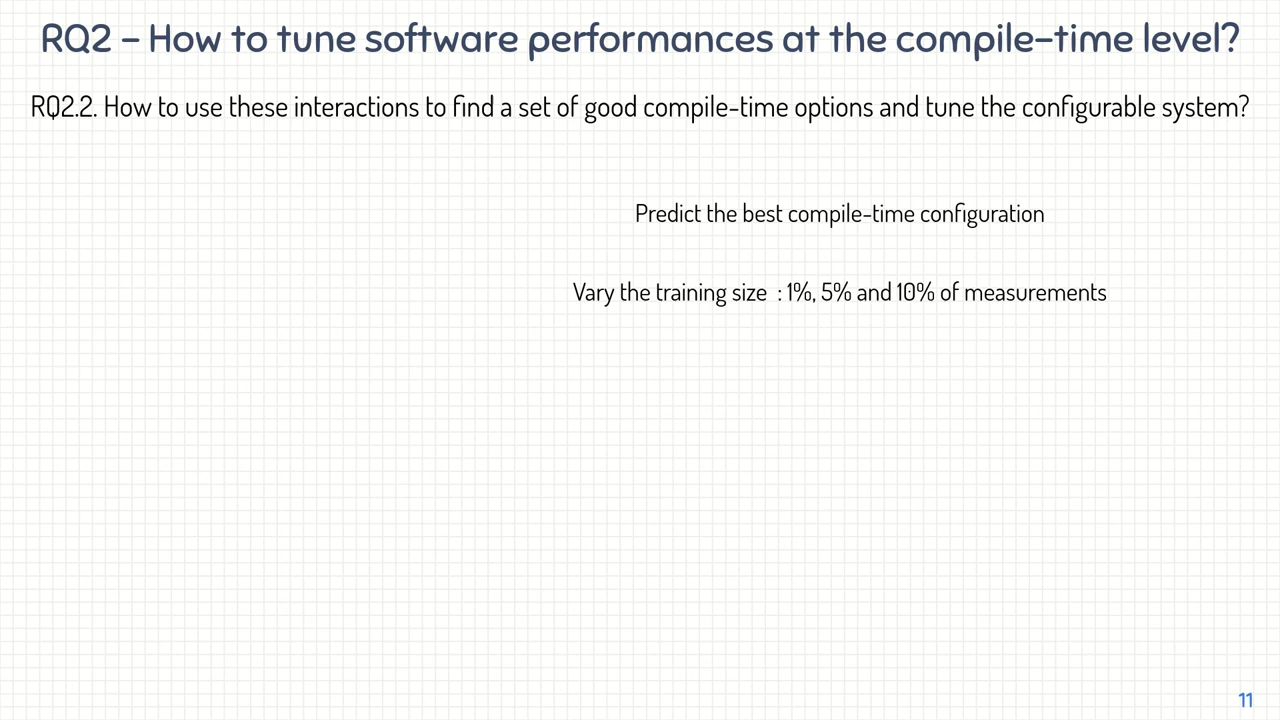 RQ2 - How to tune software performances at the compile-time level?
RQ2.2. How to use these interactions to find a set of good compile-time options and tune the configurable system?
Predict the best compile-time configuration
Vary the training size : 1%, 5% and 10% of measurements
11